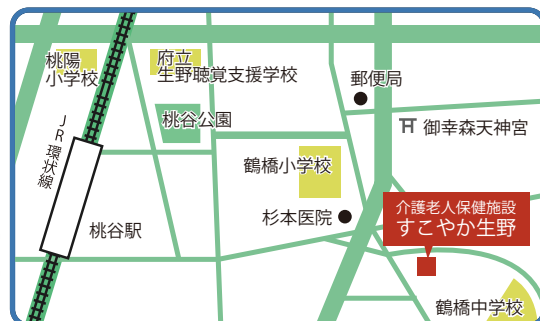 桃陽
小学校
府立
生野聴覚支援学校
郵便局
桃谷公園
御幸森天神宮
JR環状線
鶴橋小学校
介護老人保健施設
すこやか生野
杉本医院
桃谷駅
鶴橋中学校